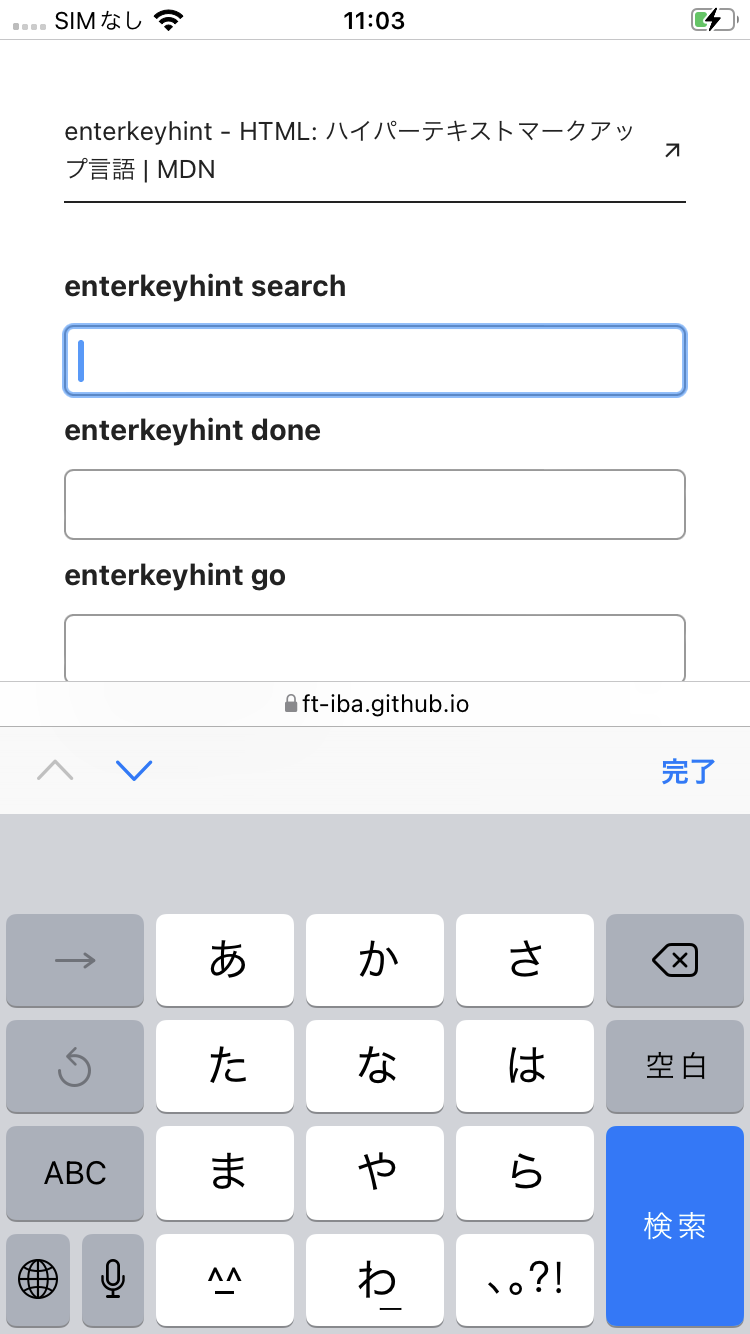 SIMなし 11:03
enterkeyhint - HTML: ハイパーテキストマークアッ
プ言語 | MDN
enterkeyhint search
enterkeyhint done
enterkeyhint go
ft-iba.github.io
完了
あ か さ
た な は 空白
ABC ま や ら
検索
^_^ わ_ 、。?!